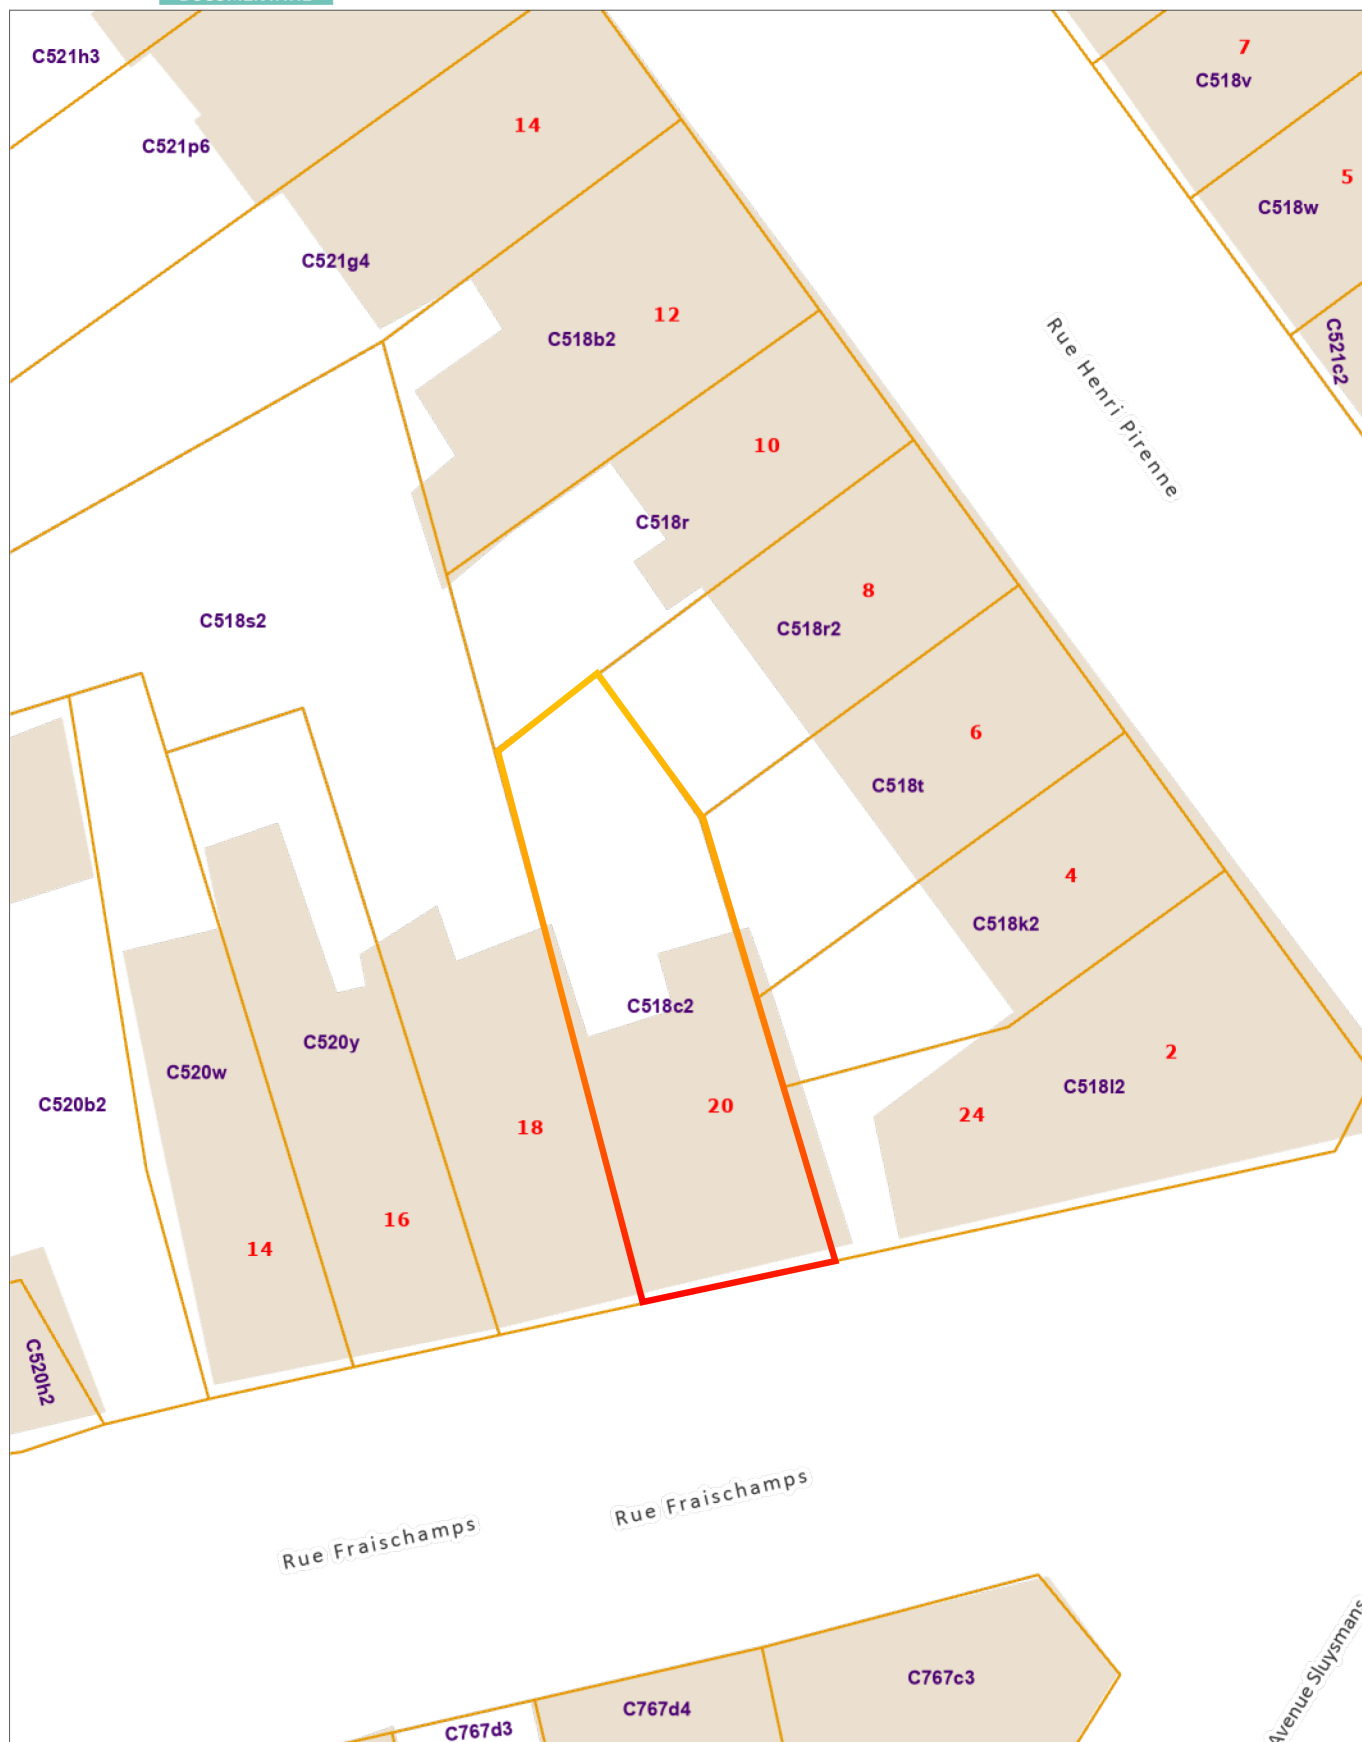 7
C521h3
C518v
14
C521p6
5
C518w
C521g4
12
C518b2
Rue Henri Pirenne
C521c2
10
C518r
8
C518s2
C518r2
6
C518t
4
C518k2
C518c2
C520y
2
C520w
C518l2
C520b2
20
24
18
16
14
C520h2
Rue Fraischamps
Rue Fraischamps
Avenue Sluysmans
C767c3
C767d4
C767d3